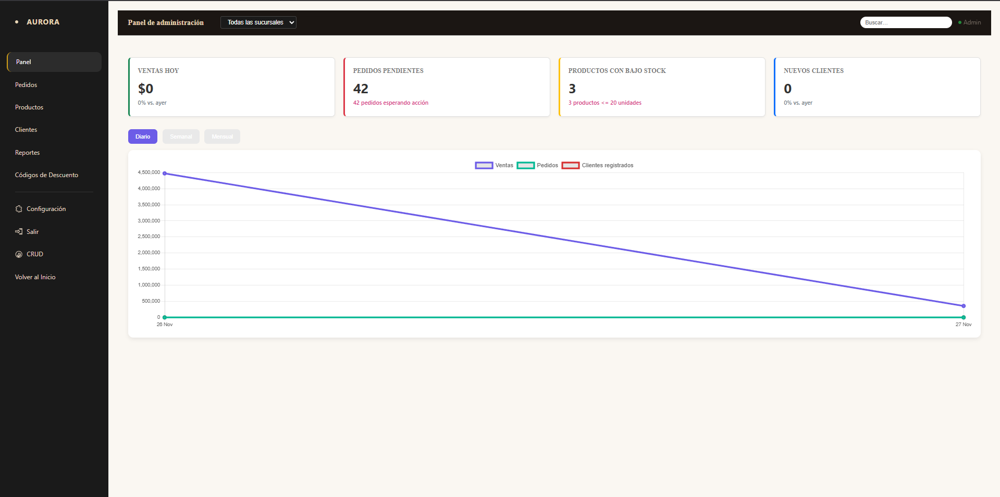 AURORA
Panel
Pedidos
Productos
Clientes
Reportes
Códigos de Descuento
Configuración
Salir
CRUD
Volver al Inicio
Panel de administración
Todas las sucursales
Buscar...
Admin
VENTAS HOY
$0
0% vs. ayer
PEDIDOS PENDIENTES
42
42 pedidos esperando acción
PRODUCTOS CON BAJO STOCK
3
3 productos <= 20 unidades
NUEVOS CLIENTES
0
0% vs. ayer
Diario Semanal Mensual
Ventas Pedidos Clientes registrados
4,500,000
4,000,000
3,500,000
3,000,000
2,500,000
2,000,000
1,500,000
1,000,000
500,000
0
26 Nov 27 Nov